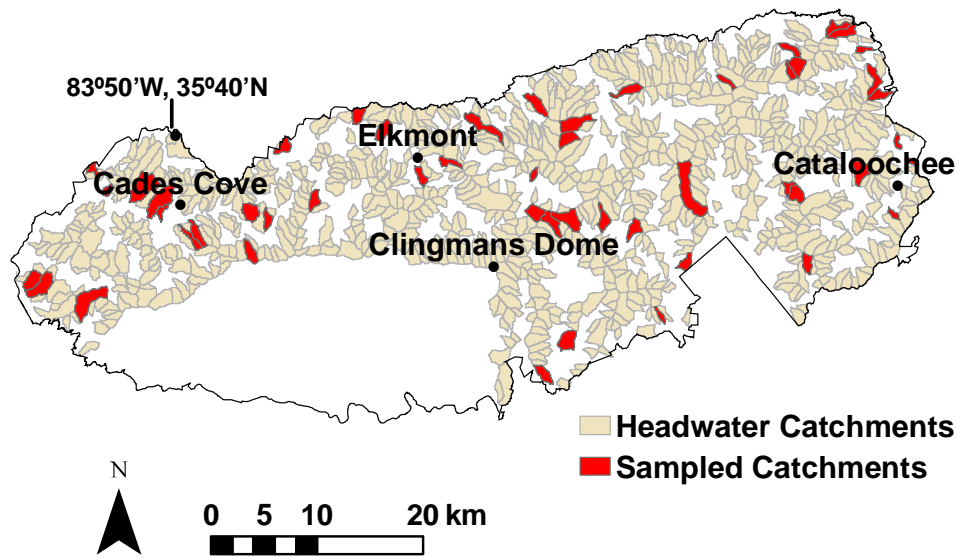 83º50’W, 35º40’N
Elkmont
Cataloochee
Cades Cove
Clingmans Dome
Headwater Catchments
Sampled Catchments
N
0 5 10 20 km